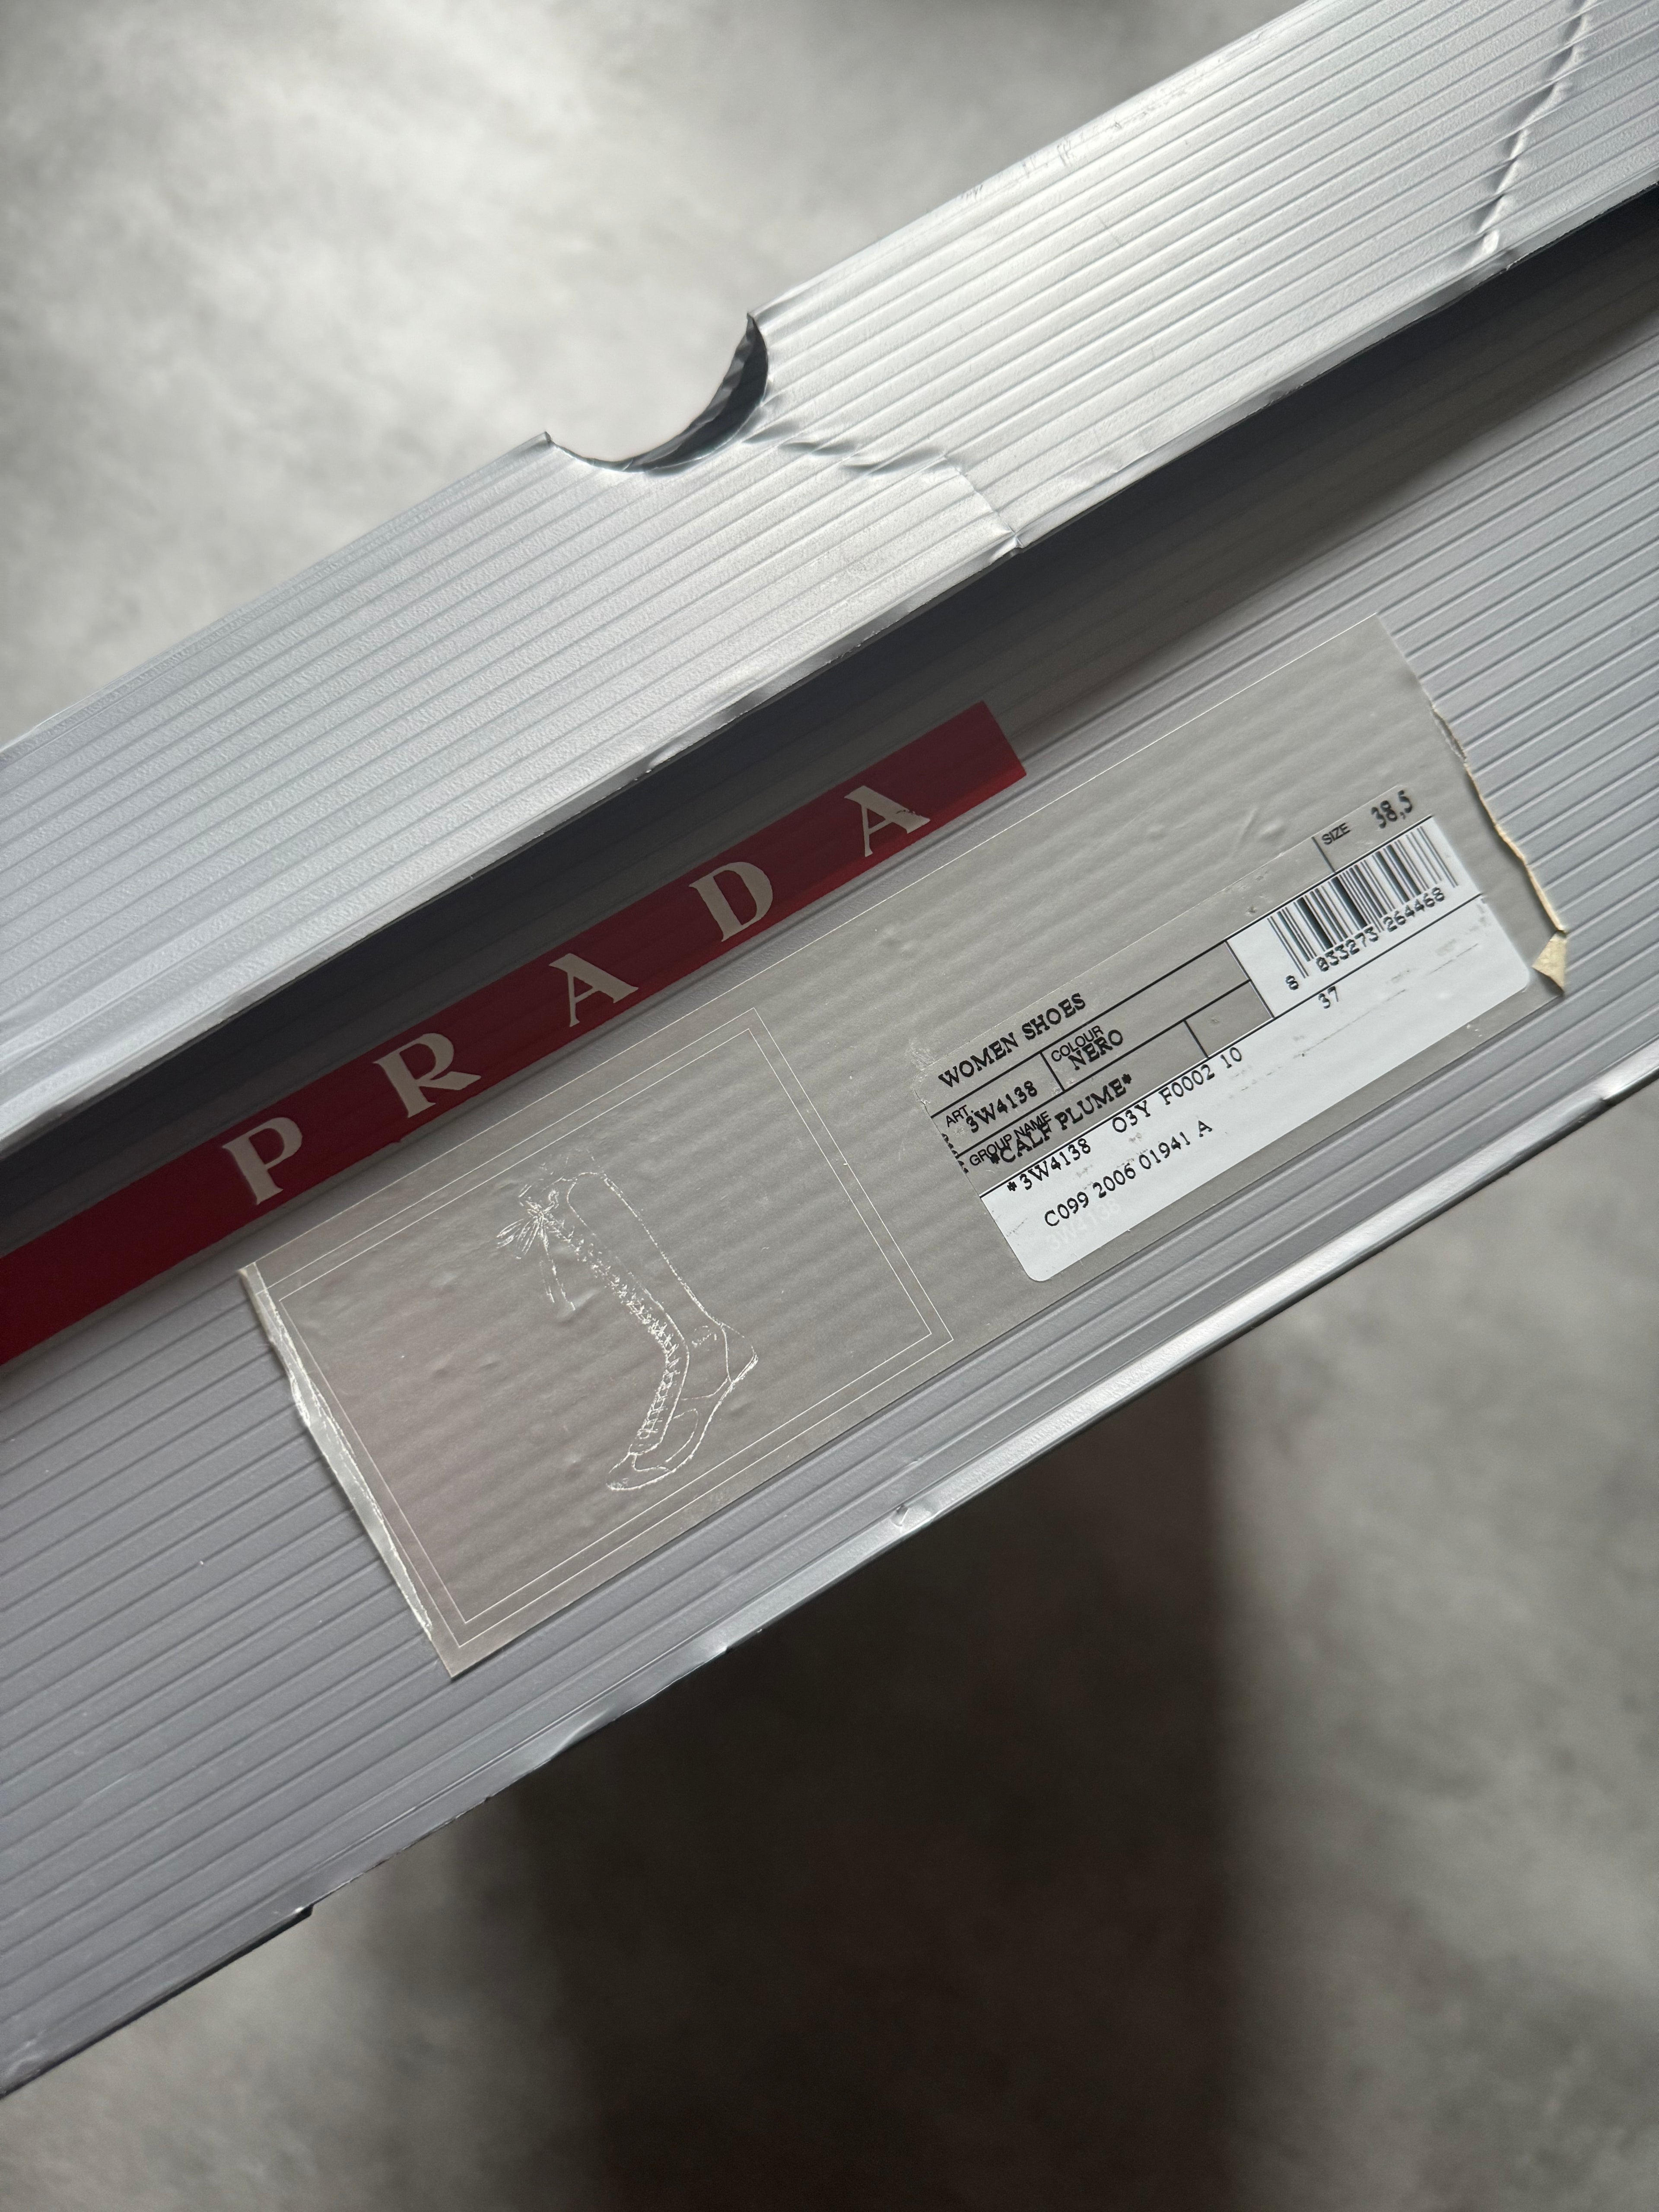 PRADA
WOMEN SHOES
SIZE 38,5
ART. 3W4138 COLOUR NERO
8 033273 264468
GROUP NAME *CALF PLUME*
*3W4138 O3Y F0002 10 37
C099 2006 01941 A